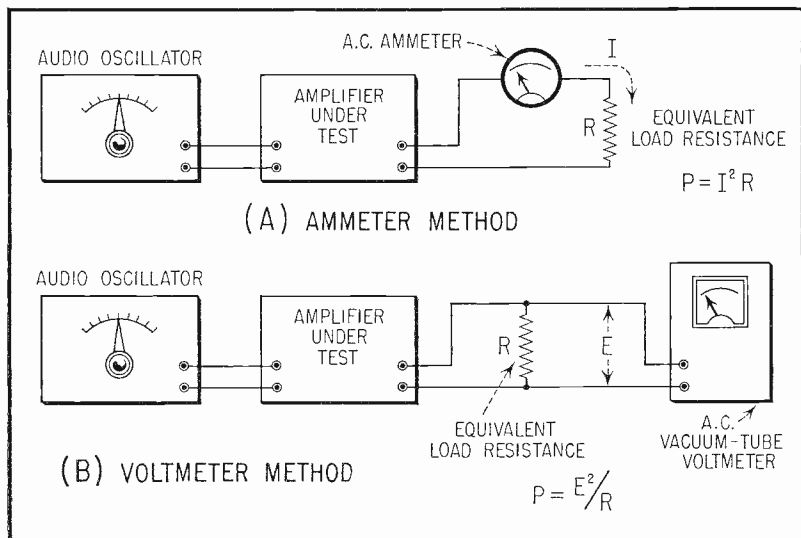 AUDIO OSCILLATOR
A.C. AMMETER
I
AMPLIFIER
UNDER
TEST
R
EQUIVALENT
LOAD RESISTANCE
P = I² R
(A) AMMETER METHOD
AUDIO OSCILLATOR
AMPLIFIER
UNDER
TEST
R
E
EQUIVALENT
LOAD RESISTANCE
A.C.
VACUUM-TUBE
VOLTMETER
(B) VOLTMETER METHOD
P = E²/R